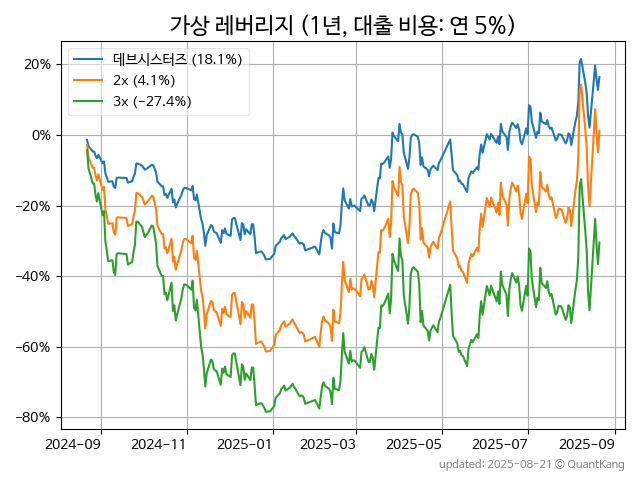 가상 레버리지 (1년, 대출 비용: 연 5%)
데브시스터즈 (18.1%)
2x (4.1%)
3x (−27.4%)
20%
0%
−20%
−40%
−60%
−80%
2024-09 2024-11 2025-01 2025-03 2025-05 2025-07 2025-09
updated: 2025-08-21 © QuantKang